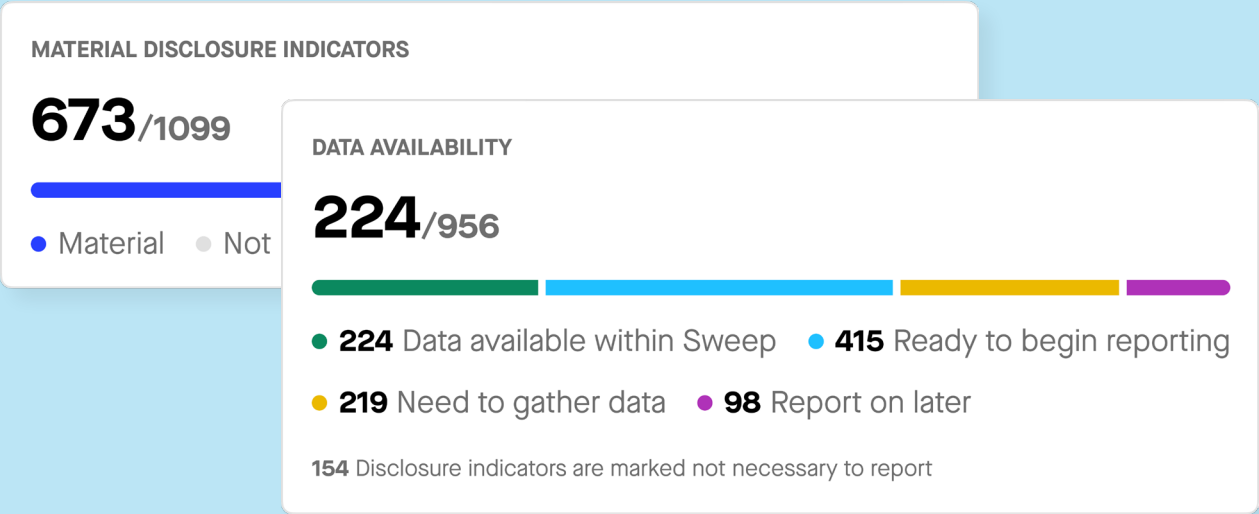 MATERIAL DISCLOSURE INDICATORS
673/1099
Material Not
DATA AVAILABILITY
224/956
224 Data available within Sweep 415 Ready to begin reporting
219 Need to gather data 98 Report on later
154 Disclosure indicators are marked not necessary to report